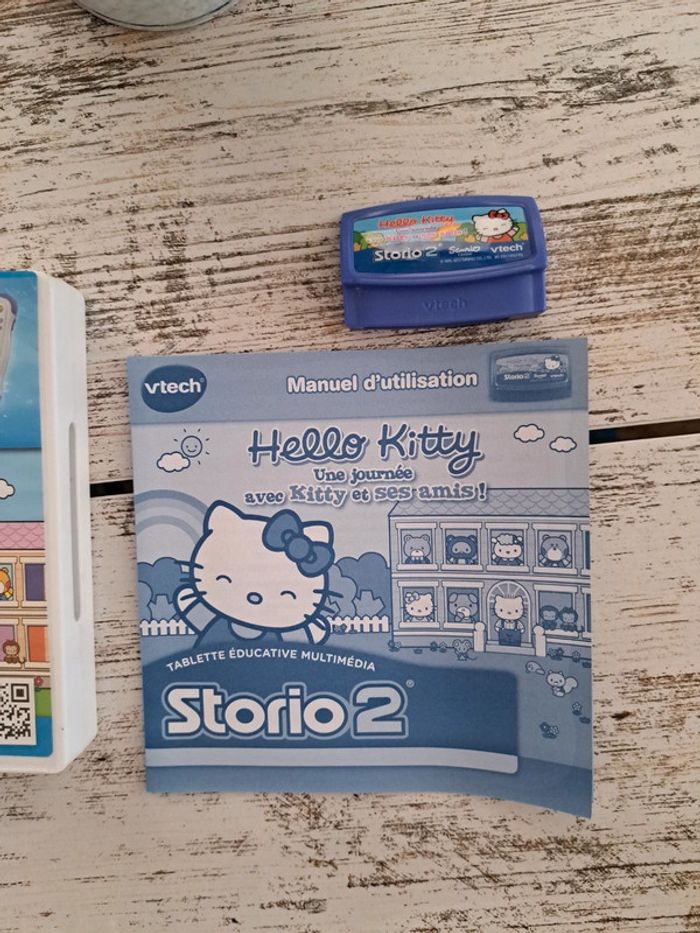 Hello Kitty
Storio 2
Sanrio
vtech
vtech
vtech
Manuel d'utilisation
Storio 2
Hello Kitty
Une journée
avec Kitty et ses amis !
TABLETTE ÉDUCATIVE MULTIMÉDIA
Storio 2®